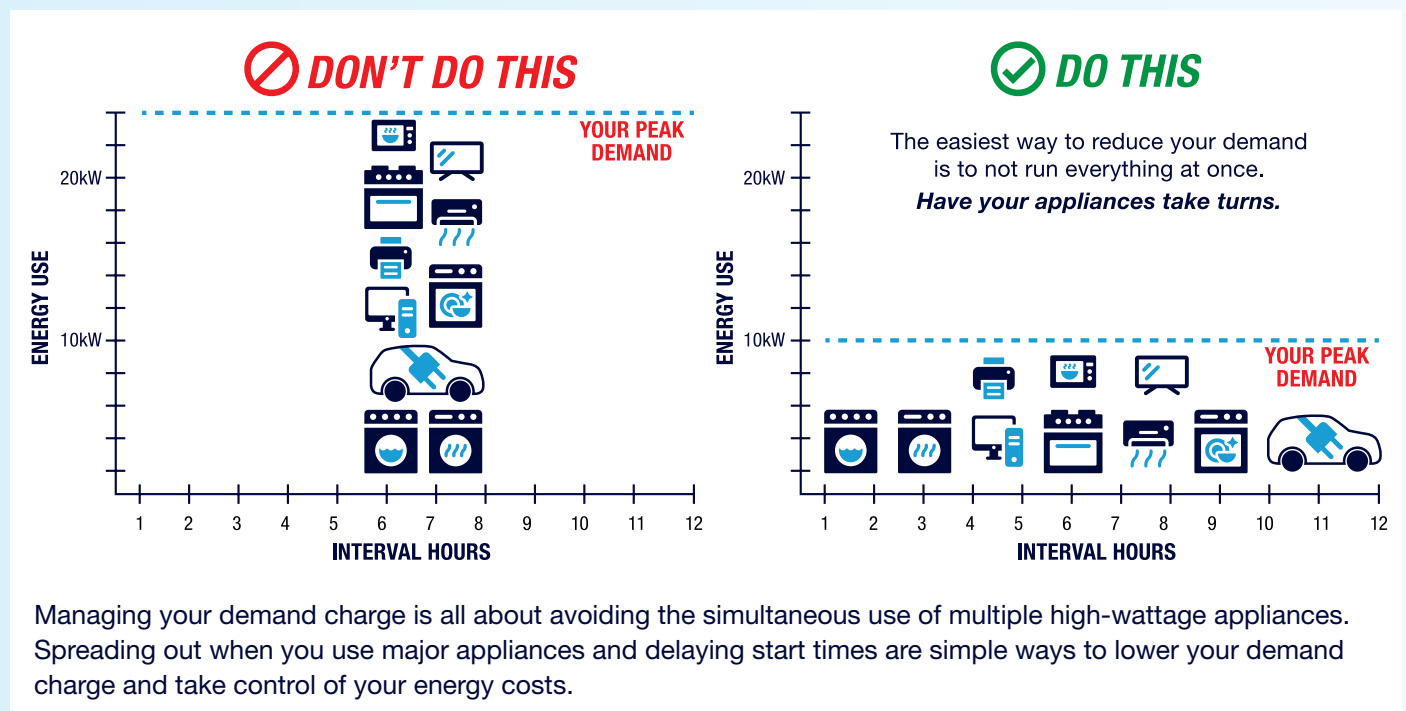 DON'T DO THIS
YOUR PEAK
DEMAND
20kW
10kW
ENERGY USE
1 2 3 4 5 6 7 8 9 10 11 12
INTERVAL HOURS
DO THIS
The easiest way to reduce your demand
is to not run everything at once.
Have your appliances take turns.
20kW
10kW
ENERGY USE
YOUR PEAK
DEMAND
1 2 3 4 5 6 7 8 9 10 11 12
INTERVAL HOURS
Managing your demand charge is all about avoiding the simultaneous use of multiple high-wattage appliances.
Spreading out when you use major appliances and delaying start times are simple ways to lower your demand
charge and take control of your energy costs.